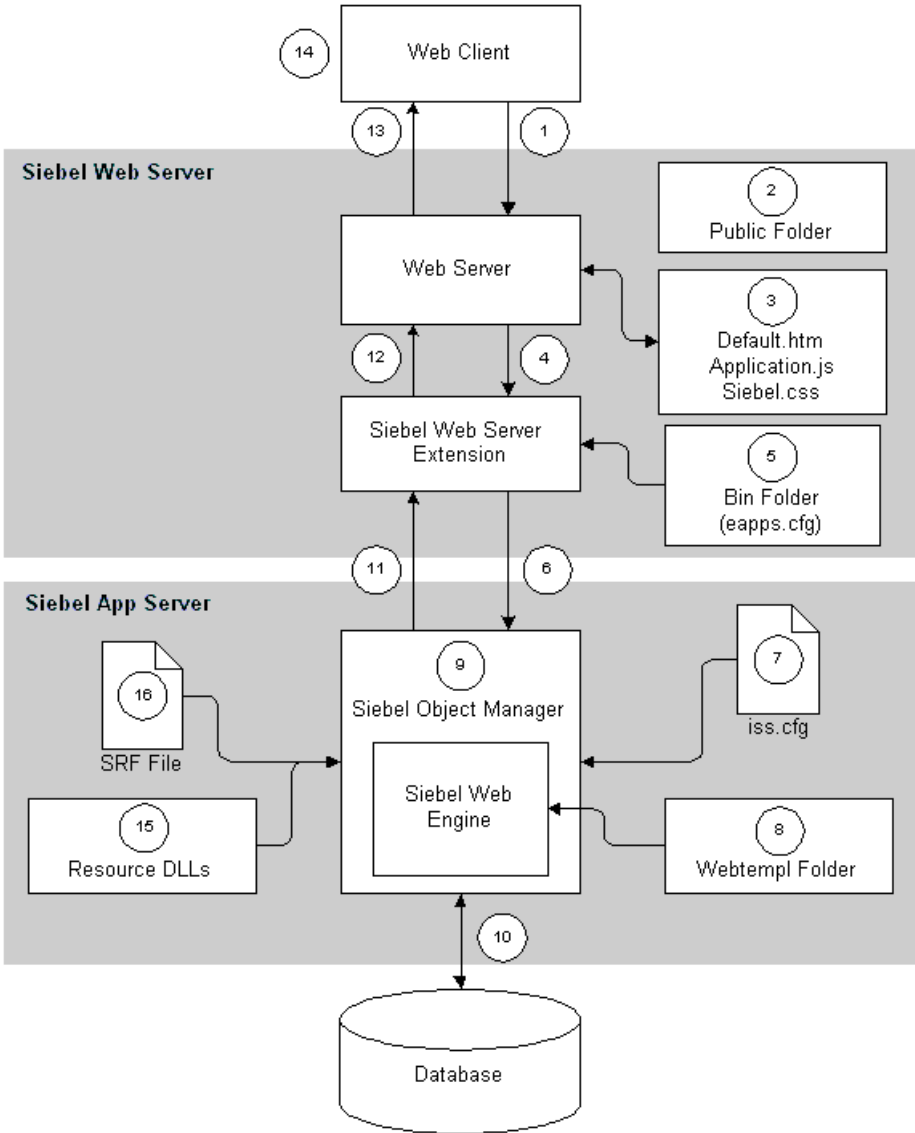 14
Web Client
13
1
Siebel Web Server
2
Public Folder
Web Server
3
Default.htm
Application.js
Siebel.css
12
4
Siebel Web Server
Extension
5
Bin Folder
(eapps.cfg)
11
6
Siebel App Server
16
SRF File
9
Siebel Object Manager
7
iss.cfg
Siebel Web
Engine
15
Resource DLLs
8
Webtempl Folder
10
Database